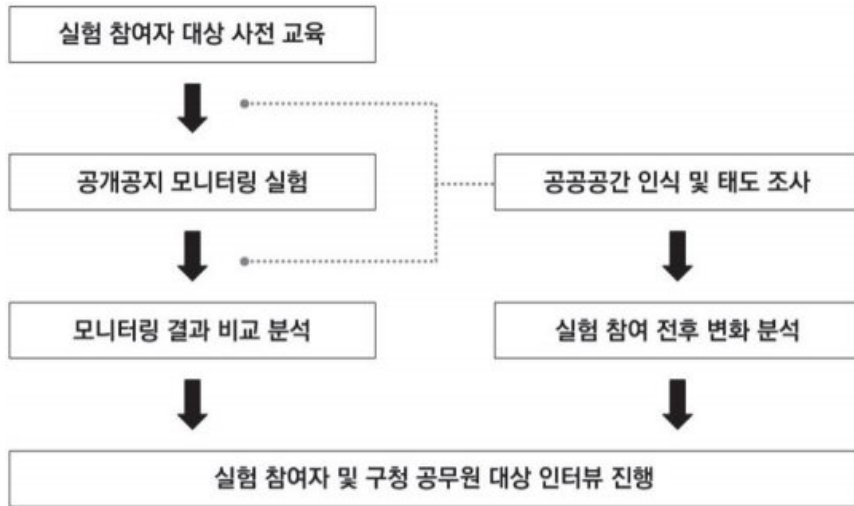 실험 참여자 대상 사전 교육
공개공지 모니터링 실험
공공공간 인식 및 태도 조사
모니터링 결과 비교 분석
실험 참여 전후 변화 분석
실험 참여자 및 구청 공무원 대상 인터뷰 진행